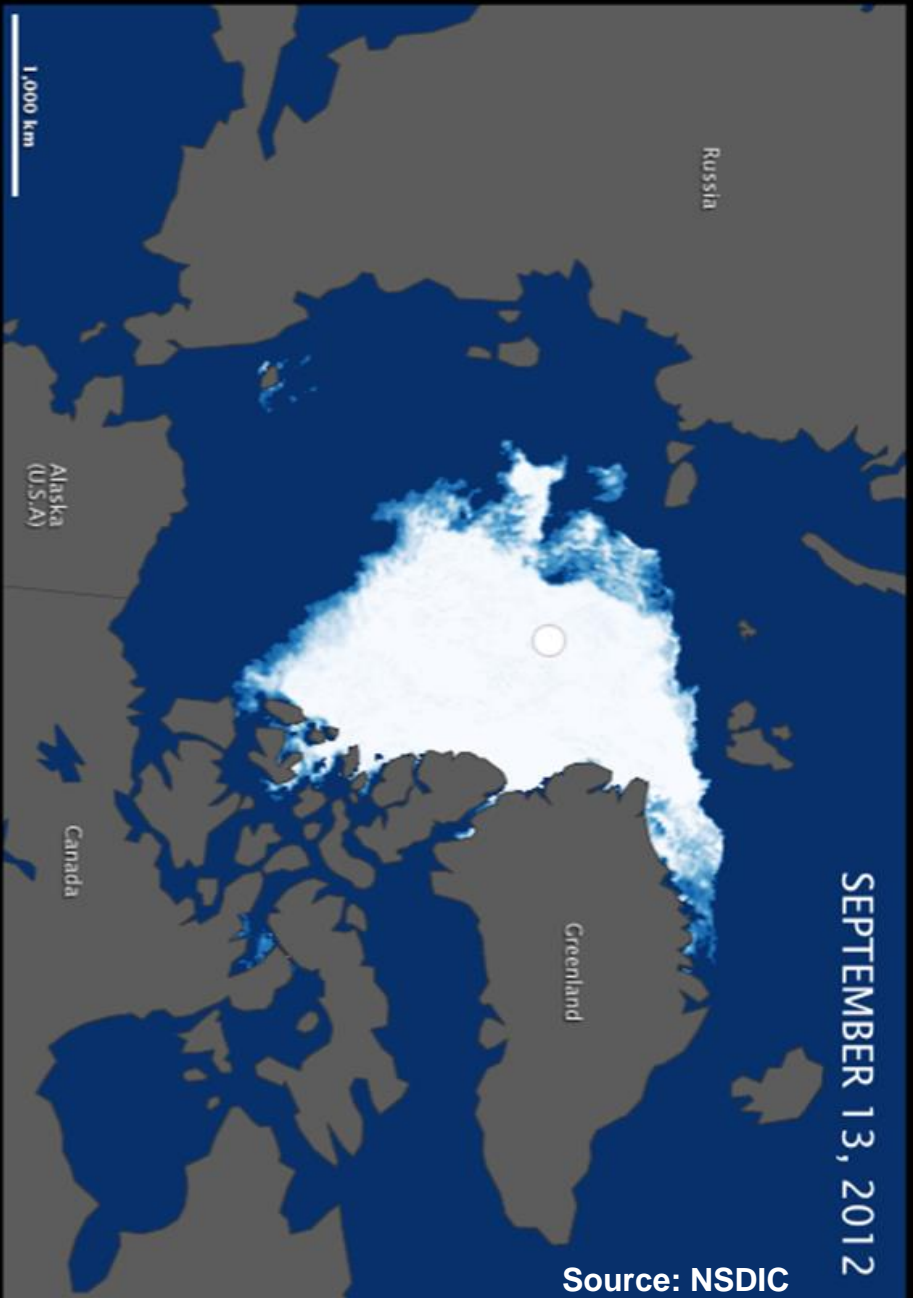 SEPTEMBER 13, 2012
Russia
Greenland
Alaska
(U.S.A)
Canada
1,000 km
Source: NSDIC